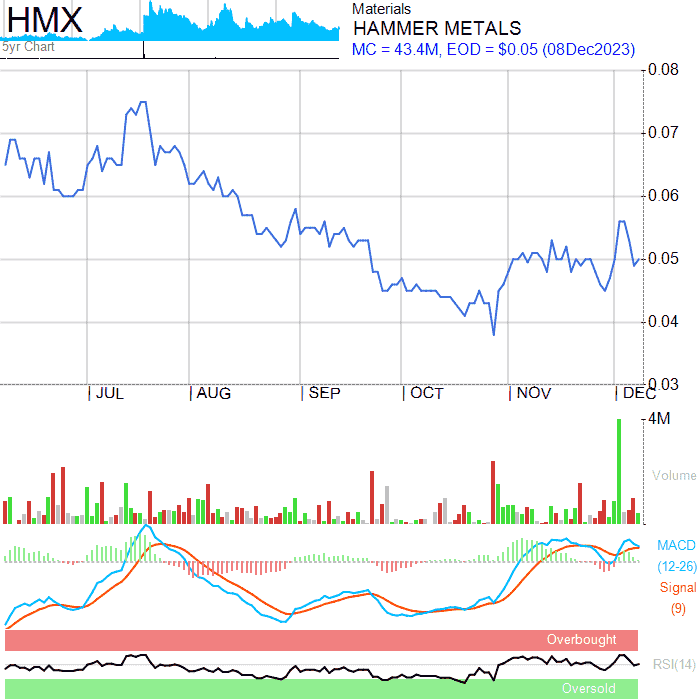 HMX
5yr Chart
Materials
HAMMER METALS
MC = 43.4M, EOD = $0.05 (08Dec2023)
0.08
0.07
0.06
0.05
0.04
0.03
JUL AUG SEP OCT NOV DEC
4M
Volume
MACD
(12-26)
Signal
(9)
Overbought
RSI(14)
Oversold